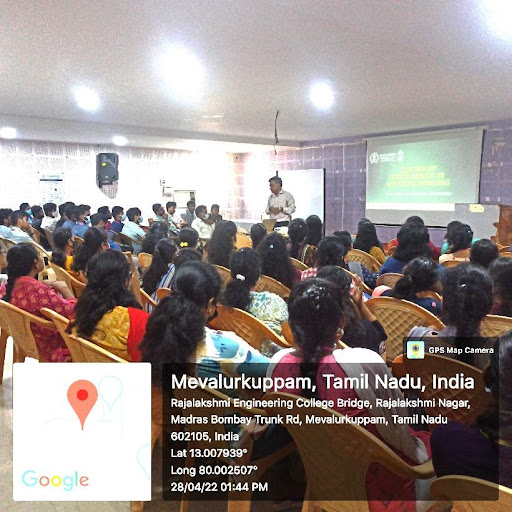 GPS Map Camera
Mevalurkuppam, Tamil Nadu, India
Rajalakshmi Engineering College Bridge, Rajalakshmi Nagar,
Madras Bombay Trunk Rd, Mevalurkuppam, Tamil Nadu
602105, India
Lat 13.007939°
Long 80.002507°
28/04/22 01:44 PM
Google